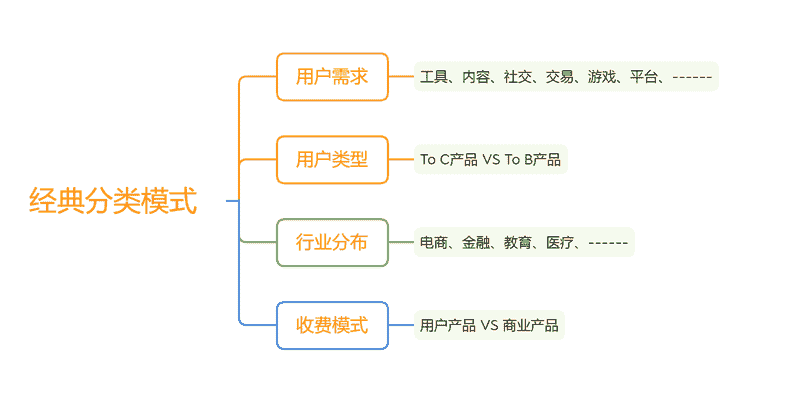 经典分类模式
用户需求
工具、内容、社交、交易、游戏、平台、------
用户类型
To C产品 VS To B产品
行业分布
电商、金融、教育、医疗、------
收费模式
用户产品 VS 商业产品